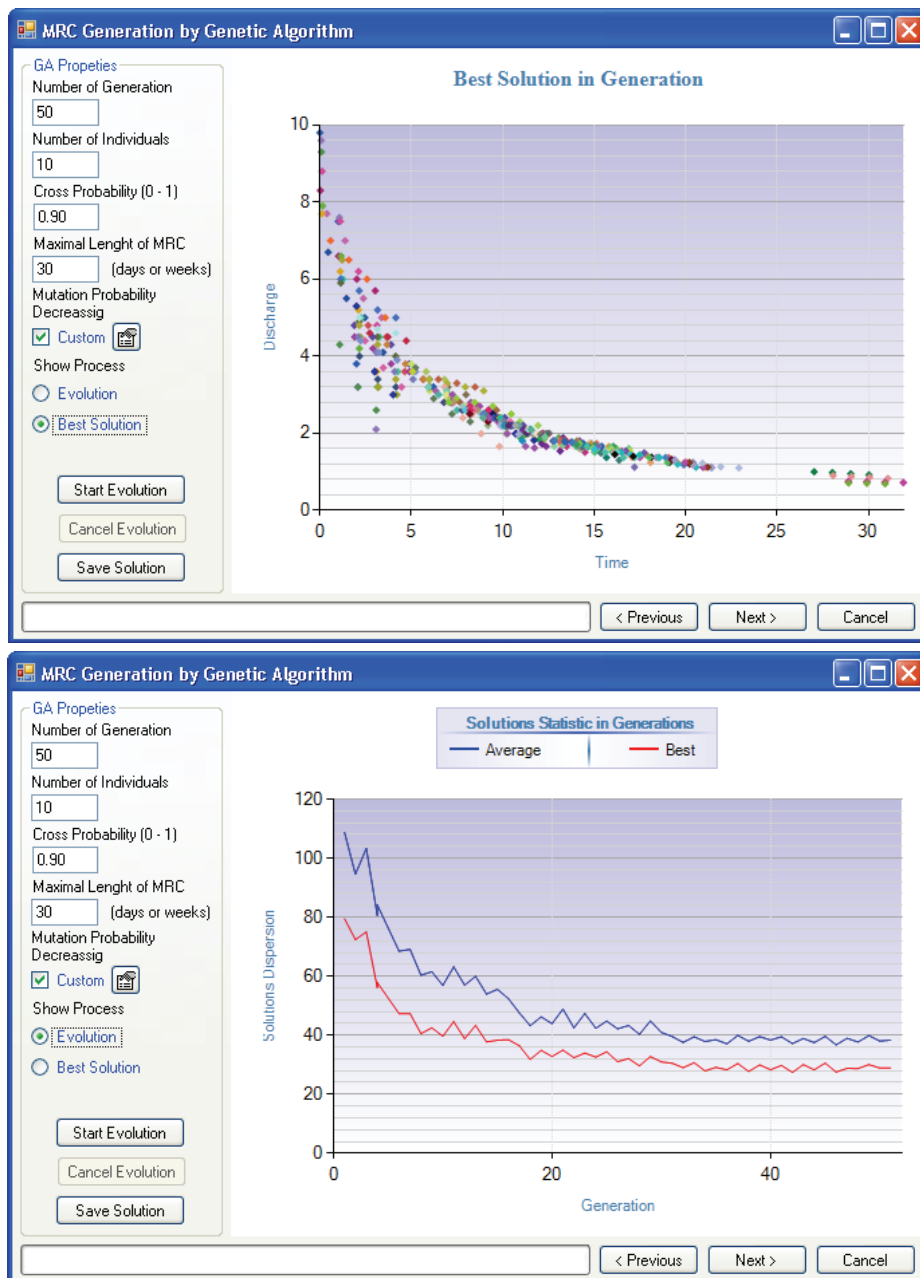 MRC Generation by Genetic Algorithm
GA Propeties
Number of Generation
50
Number of Individuals
10
Cross Probability (0 - 1)
0.90
Maximal Lenght of MRC
30 (days or weeks)
Mutation Probability
Decreassig
Custom
Show Process
Evolution
Best Solution
Start Evolution
Cancel Evolution
Save Solution
Best Solution in Generation
Discharge
10
8
6
4
2
0
0 5 10 15 20 25 30
Time
< Previous Next > Cancel
MRC Generation by Genetic Algorithm
GA Propeties
Number of Generation
50
Number of Individuals
10
Cross Probability (0 - 1)
0.90
Maximal Lenght of MRC
30 (days or weeks)
Mutation Probability
Decreassig
Custom
Show Process
Evolution
Best Solution
Start Evolution
Cancel Evolution
Save Solution
Solutions Statistic in Generations
Average Best
Solutions Dispersion
120
100
80
60
40
20
0
0 20 40
Generation
< Previous Next > Cancel